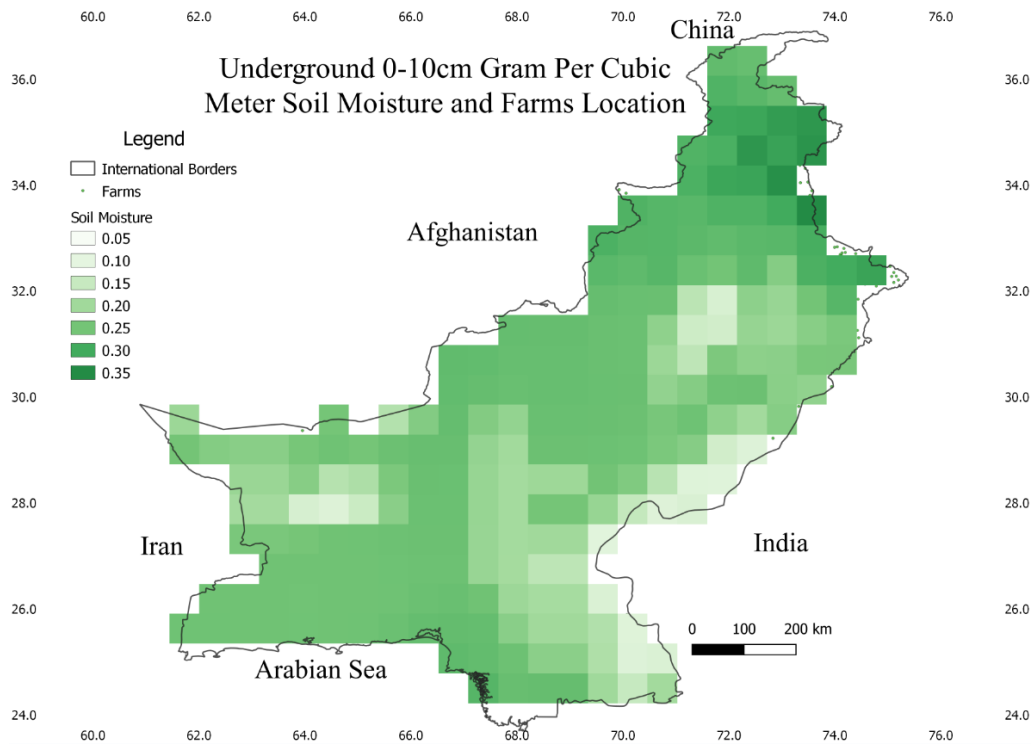 60.0 62.0 64.0 66.0 68.0 70.0 72.0 74.0 76.0
China
Underground 0-10cm Gram Per Cubic
Meter Soil Moisture and Farms Location
36.0 36.0
Legend
International Borders
Farms
34.0 34.0
Soil Moisture
Afghanistan
0.05
0.10
0.15
32.0 32.0
0.20
0.25
0.30
0.35
30.0 30.0
28.0 28.0
Iran
India
26.0 26.0
0 100 200 km
Arabian Sea
24.0 24.0
60.0 62.0 64.0 66.0 68.0 70.0 72.0 74.0 76.0